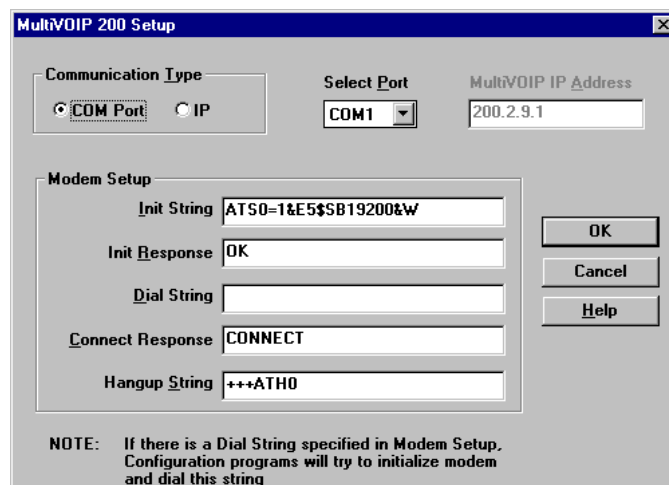 MultiVOIP 200 Setup
Communication Type
COM Port
IP
Select Port
COM1
MultiVOIP IP Address
200.2.9.1
Modem Setup
Init String
ATS0=1&E5$SB19200&W
Init Response
OK
Dial String
Connect Response
CONNECT
Hangup String
+++ATH0
OK
Cancel
Help
NOTE: If there is a Dial String specified in Modem Setup,
Configuration programs will try to initialize modem
and dial this string